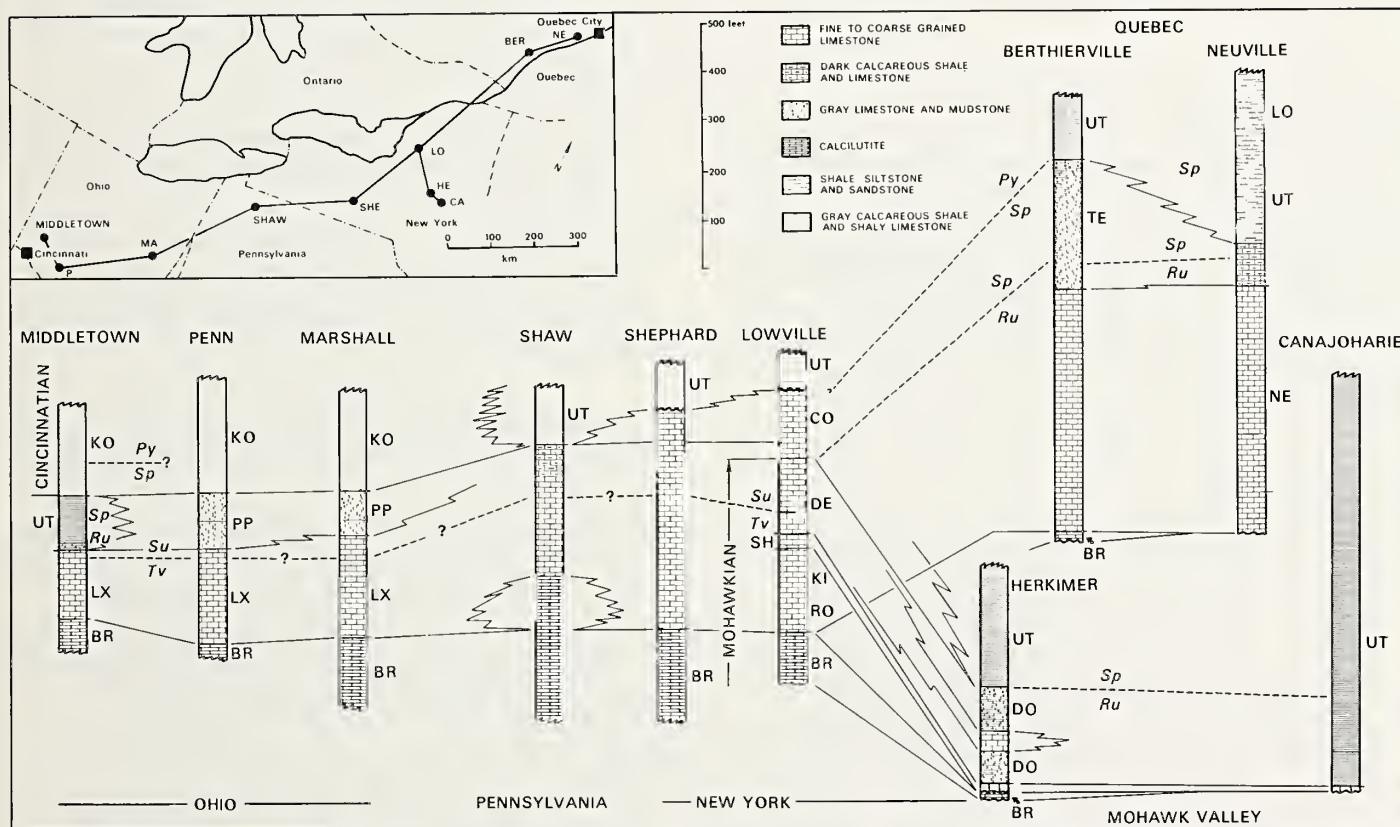 Quebec City
BER
NE
Ontario
Quebec
LO
Ohio
HE
CA
SHE
New York
MIDDLETOWN
SHAW
MA
Cincinnati
P
Pennsylvania
N
0 100 200 300
km
500 feet
400
300
200
100
FINE TO COARSE GRAINED
LIMESTONE
DARK CALCAREOUS SHALE
AND LIMESTONE
GRAY LIMESTONE AND MUDSTONE
CALCILUTITE
SHALE SILTSTONE
AND SANDSTONE
GRAY CALCAREOUS SHALE
AND SHALY LIMESTONE
QUEBEC
BERTHIERVILLE
NEUVILLE
UT
LO
Sp
Py
Sp
TE
UT
Sp
Ru
Sp
Ru
NE
BR
MIDDLETOWN
PENN
MARSHALL
SHAW
SHEPHARD
LOWVILLE
CANAJOHARIE
CINCINNATIAN
KO
Py
?
Sp
KO
KO
UT
UT
UT
CO
UT
Sp
Ru
PP
PP
?
?
Su
Tv
DE
SH
Su
Tv
?
LX
LX
LX
KI
RO
MOHAWKIAN
BR
BR
BR
BR
BR
HERKIMER
UT
Sp
Ru
DO
DO
BR
UT
OHIO
PENNSYLVANIA
NEW YORK
MOHAWK VALLEY